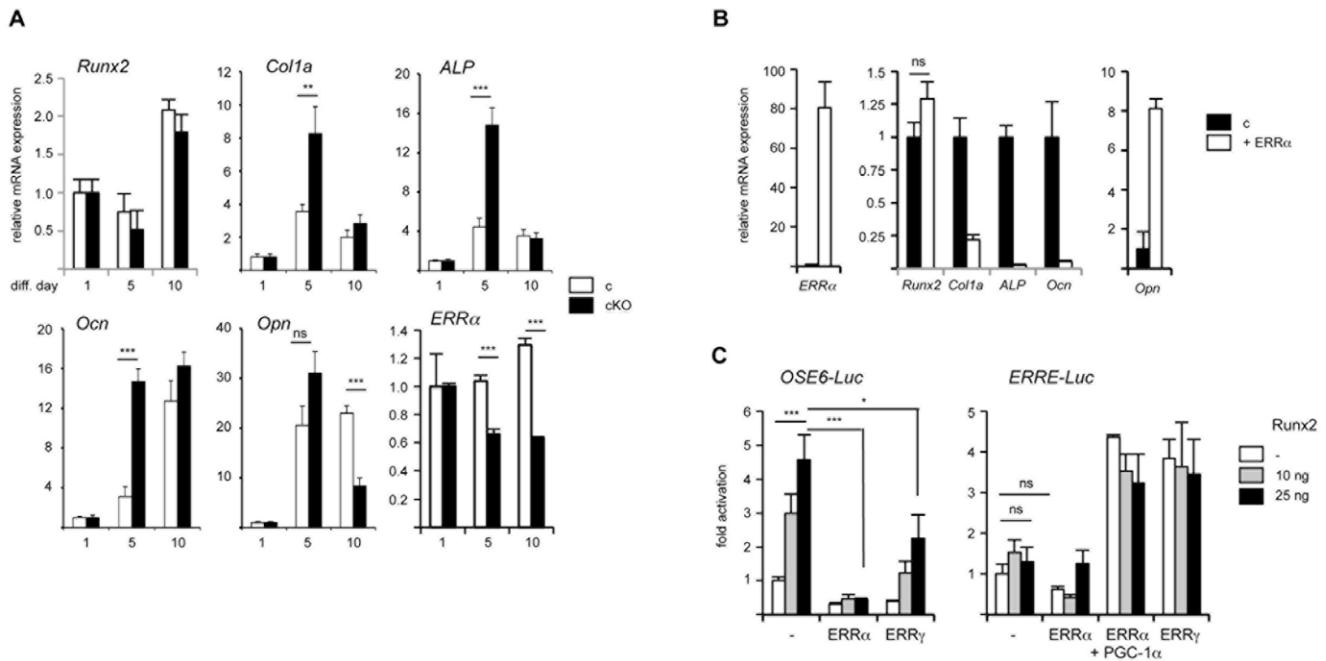 A
Runx2
Col1a
ALP
relative mRNA expression
2.5
2.0
1.5
1.0
0.5
12
10
8
6
4
2
20
16
12
8
4
**
***
diff. day
1 5 10
1 5 10
1 5 10
c
cKO
Ocn
Opn
ERRα
20
16
12
8
4
40
30
20
10
1.4
1.2
1.0
0.8
0.6
0.4
0.2
***
ns
***
***
***
1 5 10
1 5 10
1 5 10
B
relative mRNA expression
100
80
60
40
20
1.5
1.25
1
0.75
0.5
0.25
10
8
6
4
2
0
ns
c
+ ERRα
ERRα
Runx2 Col1a ALP Ocn
Opn
C
OSE6-Luc
ERRE-Luc
fold activation
6
5
4
3
2
1
5
4
3
2
1
***
***
*
ns
ns
Runx2
-
10 ng
25 ng
- ERRα ERRγ
- ERRα ERRα ERRγ
+ PGC-1α